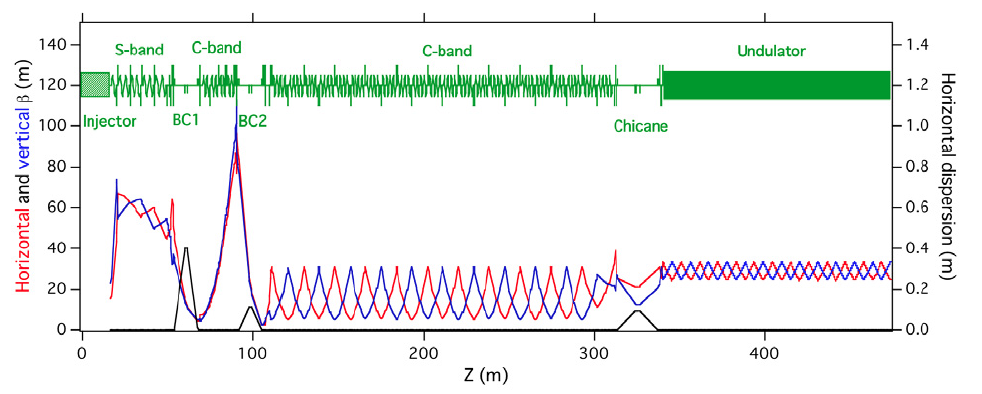 140
120
100
80
60
40
20
0
Horizontal and vertical β (m)
S-band
C-band
C-band
Undulator
Injector
BC1
BC2
Chicane
1.4
1.2
1.0
0.8
0.6
0.4
0.2
0.0
Horizontal dispersion (m)
0
100
200
300
400
Z (m)